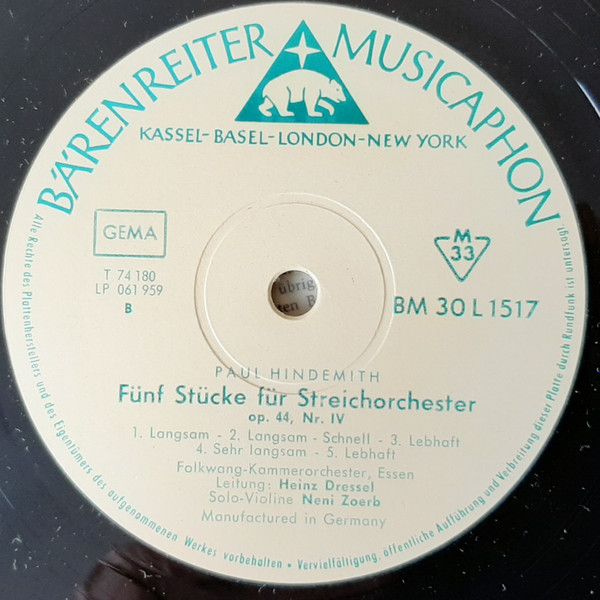 BÄRENREITER MUSICAPHON
KASSEL-BASEL-LONDON-NEW YORK
GEMA
T 74 180
LP 061 959
B
M
33
BM 30 L 1517
übrig
ten B
PAUL HINDEMITH
Fünf Stücke für Streichorchester
op. 44, Nr. IV
1. Langsam - 2. Langsam - Schnell - 3. Lebhaft
4. Sehr langsam - 5. Lebhaft
Folkwang-Kammerorchester, Essen
Leitung: Heinz Dressel
Solo-Violine Neni Zoerb
Manufactured in Germany
Alle Rechte des Plattenherstellers und des Eigentümers des aufgenommenen Werkes vorbehalten • Vervielfältigung, öffentliche Aufführung und Verbreitung dieser Platte durch Rundfunk ist untersagt.